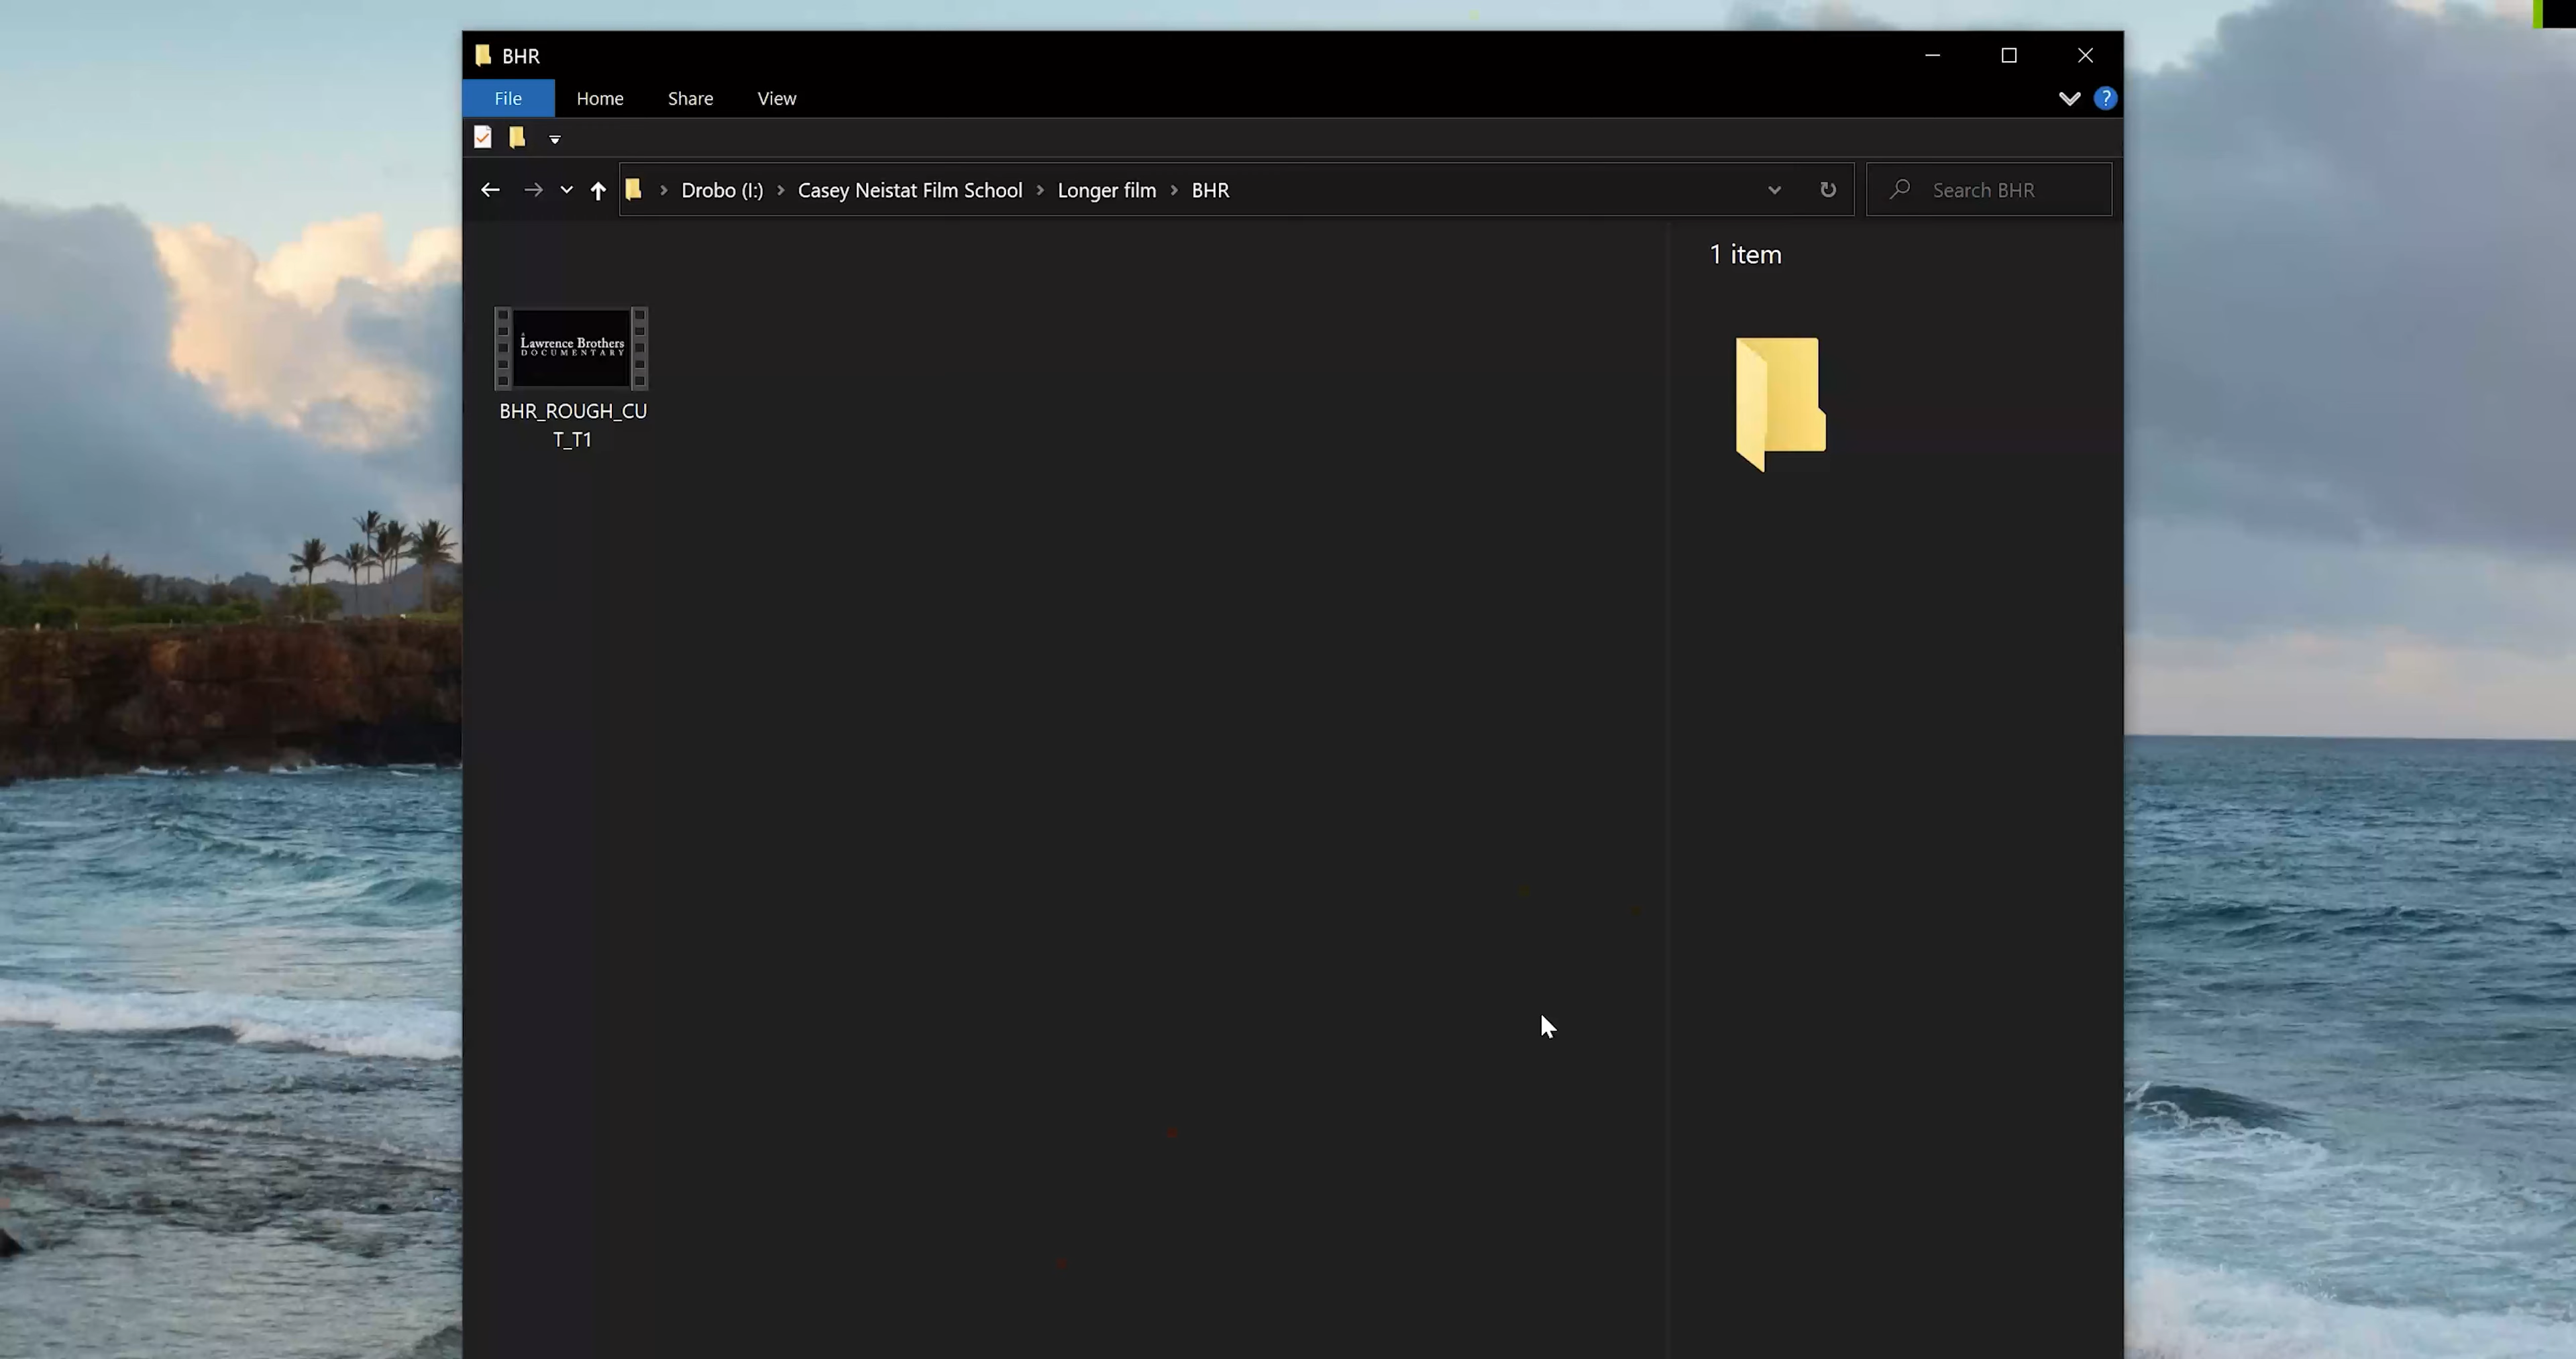 BHR
File Home Share View
?
Drobo (I:) > Casey Neistat Film School > Longer film > BHR
Search BHR
1 item
A
Lawrence Brothers
DOCUMENTARY
BHR_ROUGH_CU
T_T1